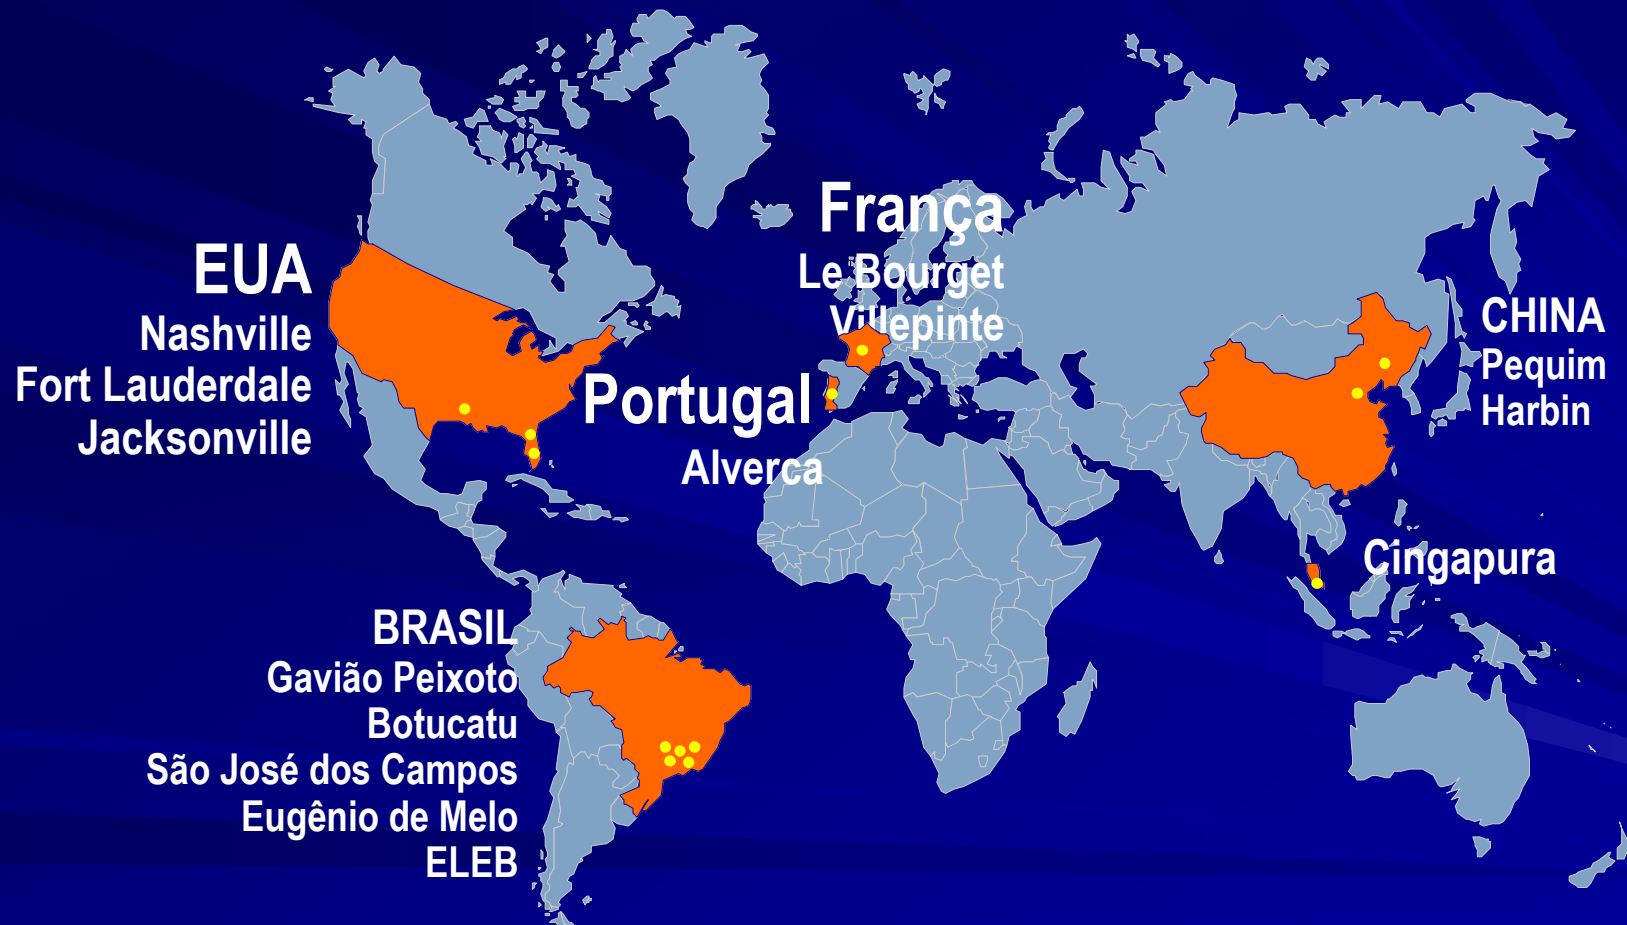 França
Le Bourget
Villepinte
EUA
Nashville
Fort Lauderdale
Jacksonville
Portugal
Alverca
CHINA
Pequim
Harbin
Cingapura
BRASIL
Gavião Peixoto
Botucatu
São José dos Campos
Eugênio de Melo
ELEB